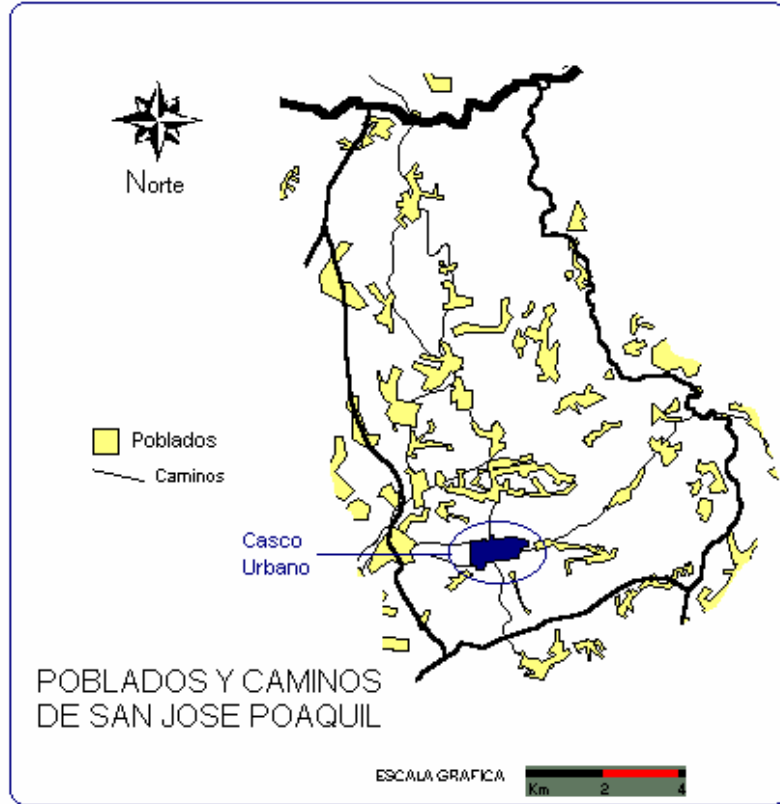 Norte
Poblados
Caminos
Casco
Urbano
POBLADOS Y CAMINOS
DE SAN JOSE POAQUIL
ESCALA GRAFICA
Km 2 4